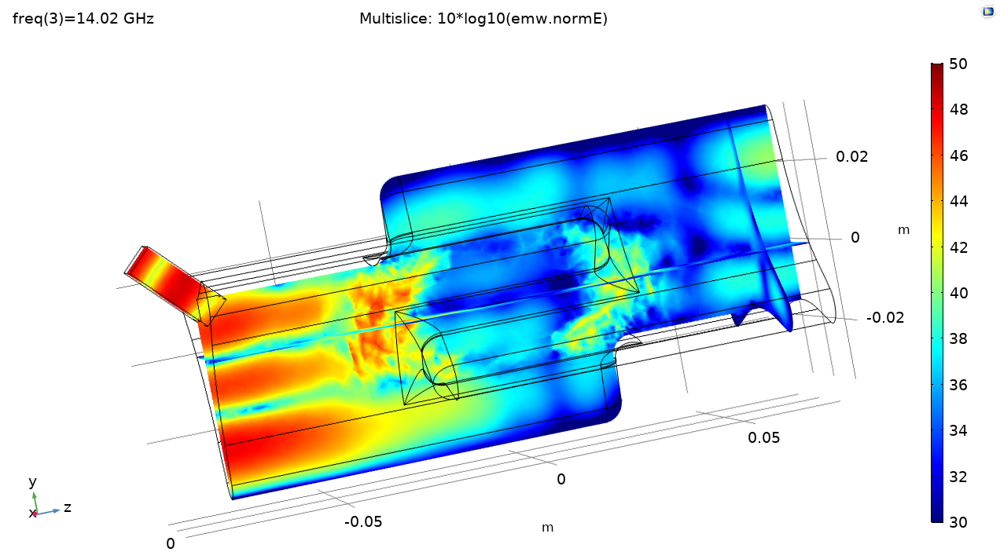 freq(3)=14.02 GHz
Multislice: 10*log10(emw.normE)
50
48
46
44
42
40
38
36
34
32
30
0.02
0
m
-0.02
0.05
0
-0.05
m
0
y
x
z